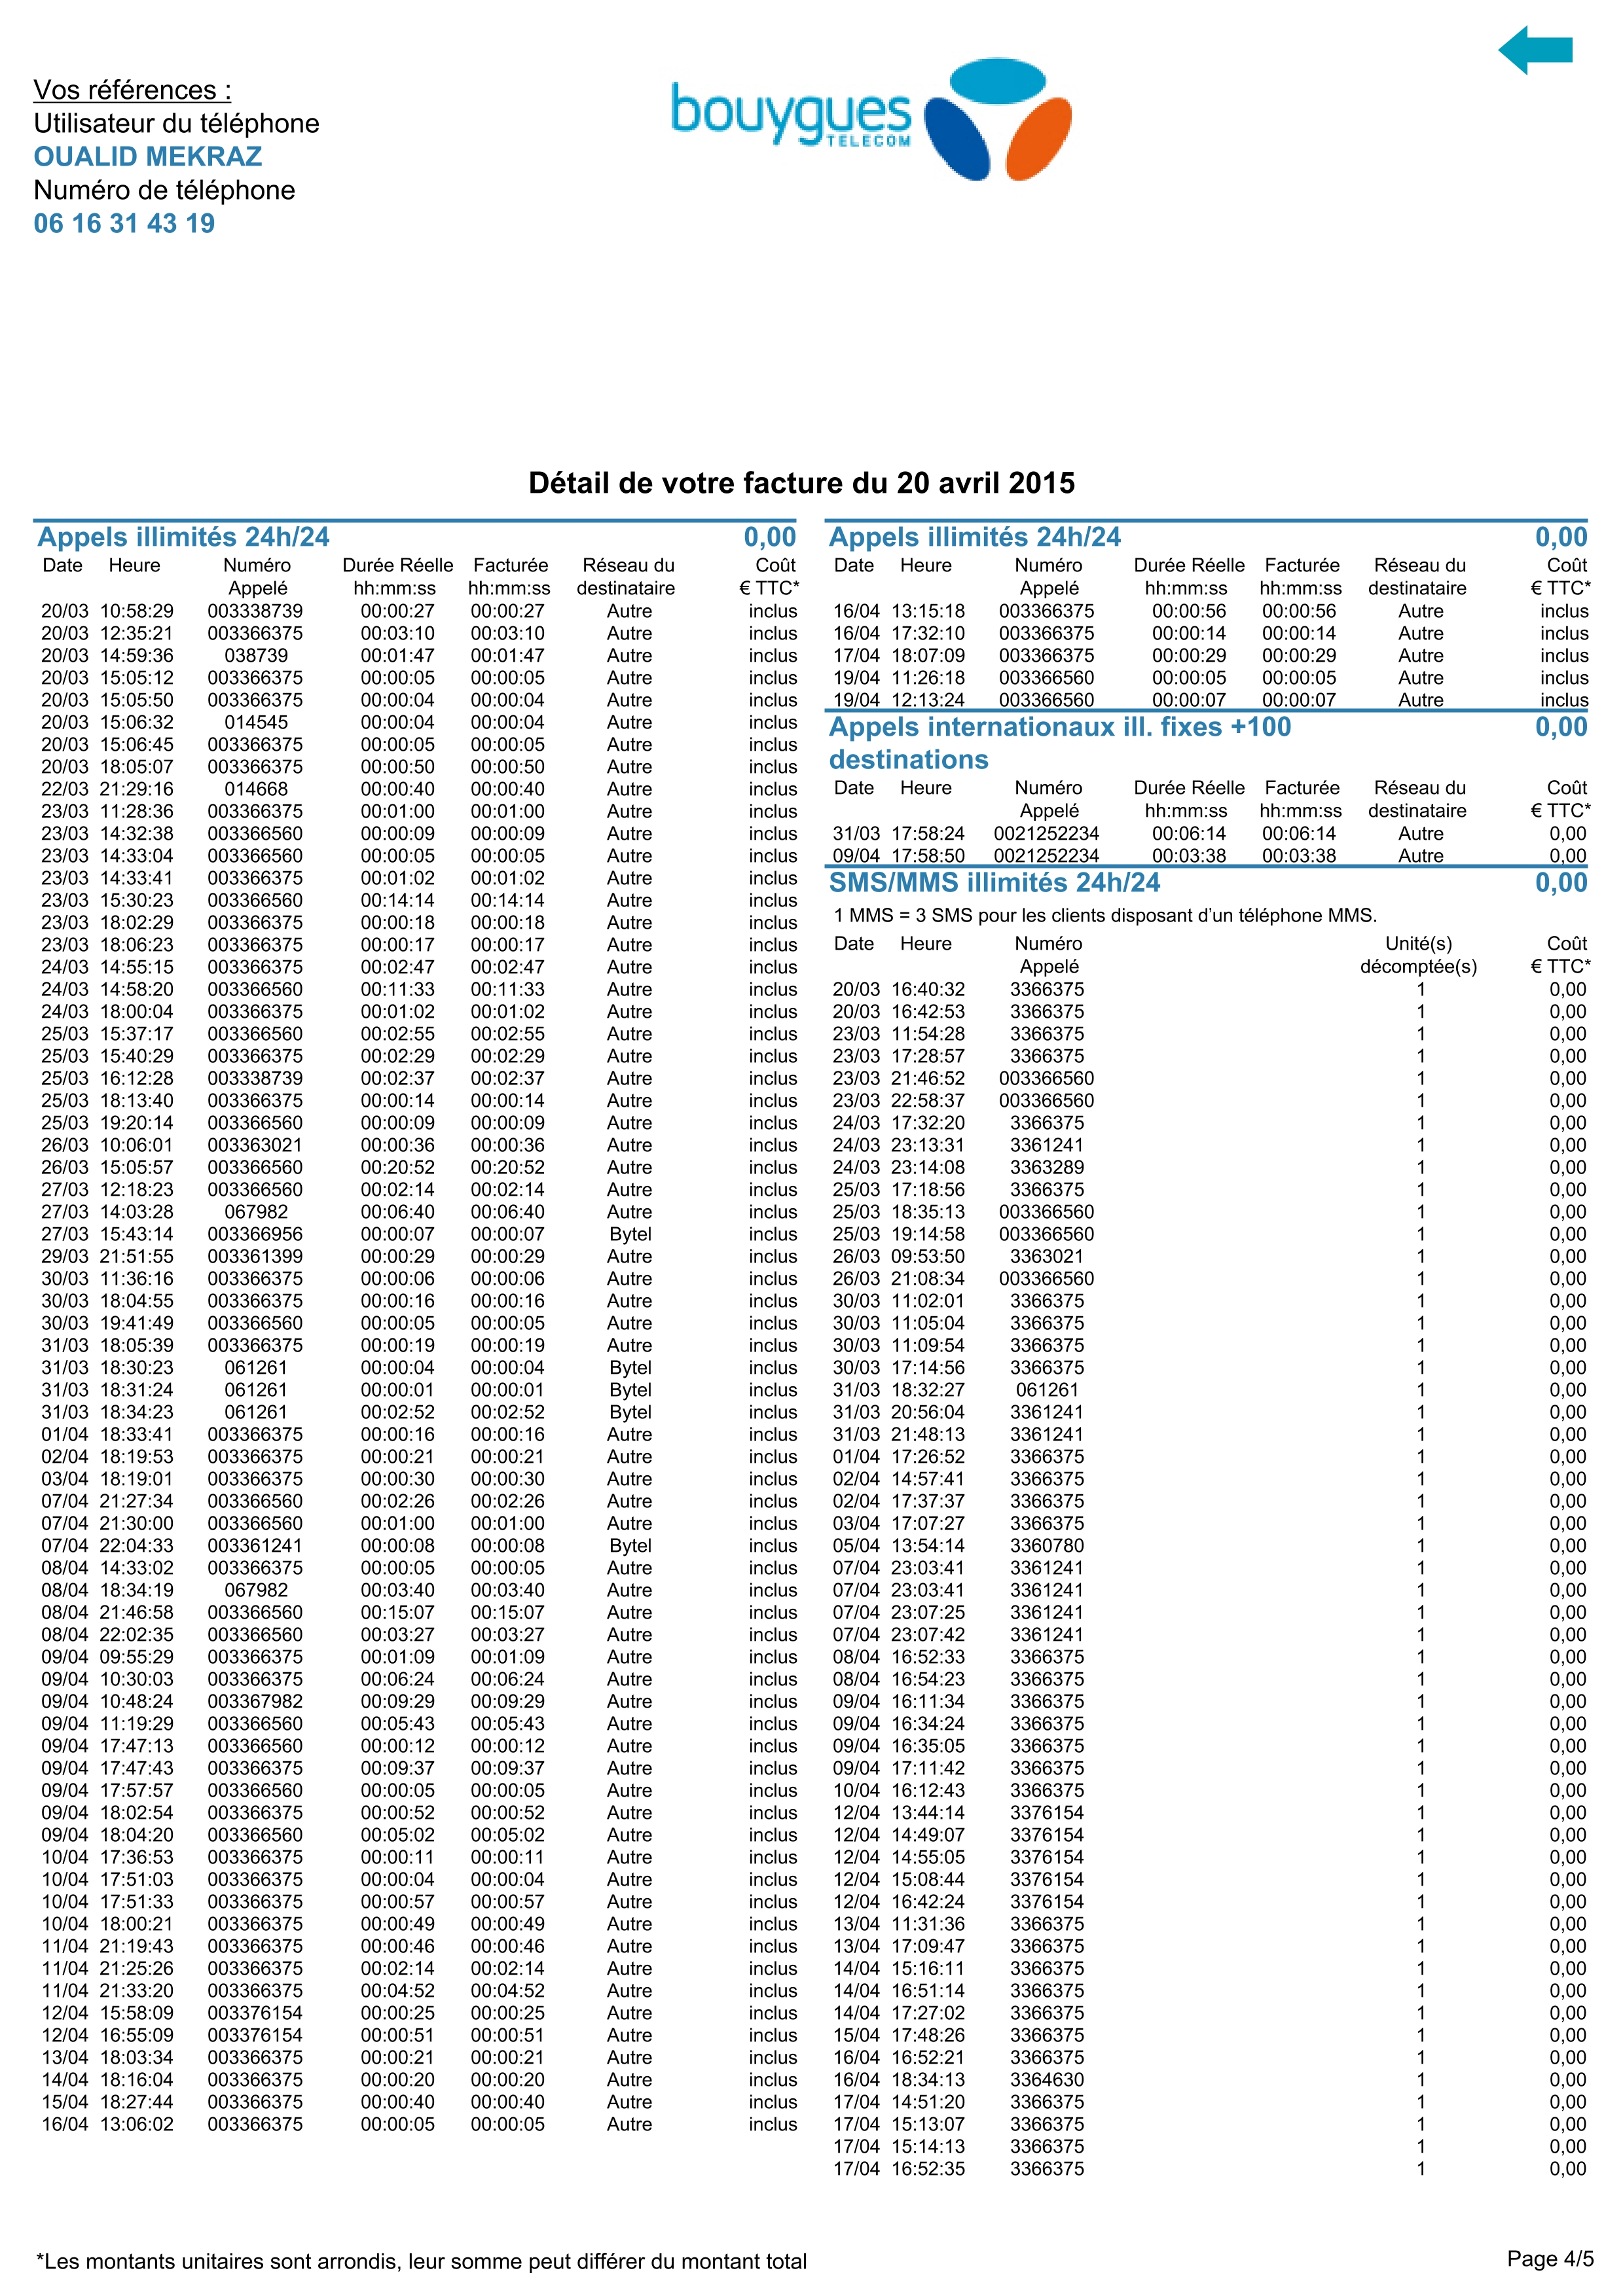 Vos références :
Utilisateur du téléphone
OUALID MEKRAZ
Numéro de téléphone
06 16 31 43 19
bouygues
TELECOM
Détail de votre facture du 20 avril 2015
Appels illimités 24h/24 0,00
Date Heure Numéro Durée Réelle Facturée Réseau du Coût
Appelé hh:mm:ss hh:mm:ss destinataire € TTC*
20/03 10:58:29 003338739 00:00:27 00:00:27 Autre inclus
20/03 12:35:21 003366375 00:03:10 00:03:10 Autre inclus
20/03 14:59:36 038739 00:01:47 00:01:47 Autre inclus
20/03 15:05:12 003366375 00:00:05 00:00:05 Autre inclus
20/03 15:05:50 003366375 00:00:04 00:00:04 Autre inclus
20/03 15:06:32 014545 00:00:04 00:00:04 Autre inclus
20/03 15:06:45 003366375 00:00:05 00:00:05 Autre inclus
20/03 18:05:07 003366375 00:00:50 00:00:50 Autre inclus
22/03 21:29:16 014668 00:00:40 00:00:40 Autre inclus
23/03 11:28:36 003366375 00:01:00 00:01:00 Autre inclus
23/03 14:32:38 003366560 00:00:09 00:00:09 Autre inclus
23/03 14:33:04 003366560 00:00:05 00:00:05 Autre inclus
23/03 14:33:41 003366375 00:01:02 00:01:02 Autre inclus
23/03 15:30:23 003366560 00:14:14 00:14:14 Autre inclus
23/03 18:02:29 003366375 00:00:18 00:00:18 Autre inclus
23/03 18:06:23 003366375 00:00:17 00:00:17 Autre inclus
24/03 14:55:15 003366375 00:02:47 00:02:47 Autre inclus
24/03 14:58:20 003366560 00:11:33 00:11:33 Autre inclus
24/03 18:00:04 003366375 00:01:02 00:01:02 Autre inclus
25/03 15:37:17 003366560 00:02:55 00:02:55 Autre inclus
25/03 15:40:29 003366375 00:02:29 00:02:29 Autre inclus
25/03 16:12:28 003338739 00:02:37 00:02:37 Autre inclus
25/03 18:13:40 003366375 00:00:14 00:00:14 Autre inclus
25/03 19:20:14 003366560 00:00:09 00:00:09 Autre inclus
26/03 10:06:01 003363021 00:00:36 00:00:36 Autre inclus
26/03 15:05:57 003366560 00:20:52 00:20:52 Autre inclus
27/03 12:18:23 003366560 00:02:14 00:02:14 Autre inclus
27/03 14:03:28 067982 00:06:40 00:06:40 Autre inclus
27/03 15:43:14 003366956 00:00:07 00:00:07 Bytel inclus
29/03 21:51:55 003361399 00:00:29 00:00:29 Autre inclus
30/03 11:36:16 003366375 00:00:06 00:00:06 Autre inclus
30/03 18:04:55 003366375 00:00:16 00:00:16 Autre inclus
30/03 19:41:49 003366560 00:00:05 00:00:05 Autre inclus
31/03 18:05:39 003366375 00:00:19 00:00:19 Autre inclus
31/03 18:30:23 061261 00:00:04 00:00:04 Bytel inclus
31/03 18:31:24 061261 00:00:01 00:00:01 Bytel inclus
31/03 18:34:23 061261 00:02:52 00:02:52 Bytel inclus
01/04 18:33:41 003366375 00:00:16 00:00:16 Autre inclus
02/04 18:19:53 003366375 00:00:21 00:00:21 Autre inclus
03/04 18:19:01 003366375 00:00:30 00:00:30 Autre inclus
07/04 21:27:34 003366560 00:02:26 00:02:26 Autre inclus
07/04 21:30:00 003366560 00:01:00 00:01:00 Autre inclus
07/04 22:04:33 003361241 00:00:08 00:00:08 Bytel inclus
08/04 14:33:02 003366375 00:00:05 00:00:05 Autre inclus
08/04 18:34:19 067982 00:03:40 00:03:40 Autre inclus
08/04 21:46:58 003366560 00:15:07 00:15:07 Autre inclus
08/04 22:02:35 003366560 00:03:27 00:03:27 Autre inclus
09/04 09:55:29 003366375 00:01:09 00:01:09 Autre inclus
09/04 10:30:03 003366375 00:06:24 00:06:24 Autre inclus
09/04 10:48:24 003367982 00:09:29 00:09:29 Autre inclus
09/04 11:19:29 003366560 00:05:43 00:05:43 Autre inclus
09/04 17:47:13 003366560 00:00:12 00:00:12 Autre inclus
09/04 17:47:43 003366375 00:09:37 00:09:37 Autre inclus
09/04 17:57:57 003366560 00:00:05 00:00:05 Autre inclus
09/04 18:02:54 003366375 00:00:52 00:00:52 Autre inclus
09/04 18:04:20 003366560 00:05:02 00:05:02 Autre inclus
10/04 17:36:53 003366375 00:00:11 00:00:11 Autre inclus
10/04 17:51:03 003366375 00:00:04 00:00:04 Autre inclus
10/04 17:51:33 003366375 00:00:57 00:00:57 Autre inclus
10/04 18:00:21 003366375 00:00:49 00:00:49 Autre inclus
11/04 21:19:43 003366375 00:00:46 00:00:46 Autre inclus
11/04 21:25:26 003366375 00:02:14 00:02:14 Autre inclus
11/04 21:33:20 003366375 00:04:52 00:04:52 Autre inclus
12/04 15:58:09 003376154 00:00:25 00:00:25 Autre inclus
12/04 16:55:09 003376154 00:00:51 00:00:51 Autre inclus
13/04 18:03:34 003366375 00:00:21 00:00:21 Autre inclus
14/04 18:16:04 003366375 00:00:20 00:00:20 Autre inclus
15/04 18:27:44 003366375 00:00:40 00:00:40 Autre inclus
16/04 13:06:02 003366375 00:00:05 00:00:05 Autre inclus
Appels illimités 24h/24 0,00
Date Heure Numéro Durée Réelle Facturée Réseau du Coût
Appelé hh:mm:ss hh:mm:ss destinataire € TTC*
16/04 13:15:18 003366375 00:00:56 00:00:56 Autre inclus
16/04 17:32:10 003366375 00:00:14 00:00:14 Autre inclus
17/04 18:07:09 003366375 00:00:29 00:00:29 Autre inclus
19/04 11:26:18 003366560 00:00:05 00:00:05 Autre inclus
19/04 12:13:24 003366560 00:00:07 00:00:07 Autre inclus
Appels internationaux ill. fixes +100 0,00
destinations
Date Heure Numéro Durée Réelle Facturée Réseau du Coût
Appelé hh:mm:ss hh:mm:ss destinataire € TTC*
31/03 17:58:24 0021252234 00:06:14 00:06:14 Autre 0,00
09/04 17:58:50 0021252234 00:03:38 00:03:38 Autre 0,00
SMS/MMS illimités 24h/24 0,00
1 MMS = 3 SMS pour les clients disposant d'un téléphone MMS.
Date Heure Numéro Unité(s) Coût
Appelé décomptée(s) € TTC*
20/03 16:40:32 3366375 1 0,00
20/03 16:42:53 3366375 1 0,00
23/03 11:54:28 3366375 1 0,00
23/03 17:28:57 3366375 1 0,00
23/03 21:46:52 003366560 1 0,00
23/03 22:58:37 003366560 1 0,00
24/03 17:32:20 3366375 1 0,00
24/03 23:13:31 3361241 1 0,00
24/03 23:14:08 3363289 1 0,00
25/03 17:18:56 3366375 1 0,00
25/03 18:35:13 003366560 1 0,00
25/03 19:14:58 003366560 1 0,00
26/03 09:53:50 3363021 1 0,00
26/03 21:08:34 003366560 1 0,00
30/03 11:02:01 3366375 1 0,00
30/03 11:05:04 3366375 1 0,00
30/03 11:09:54 3366375 1 0,00
30/03 17:14:56 3366375 1 0,00
31/03 18:32:27 061261 1 0,00
31/03 20:56:04 3361241 1 0,00
31/03 21:48:13 3361241 1 0,00
01/04 17:26:52 3366375 1 0,00
02/04 14:57:41 3366375 1 0,00
02/04 17:37:37 3366375 1 0,00
03/04 17:07:27 3366375 1 0,00
05/04 13:54:14 3360780 1 0,00
07/04 23:03:41 3361241 1 0,00
07/04 23:03:41 3361241 1 0,00
07/04 23:07:25 3361241 1 0,00
07/04 23:07:42 3361241 1 0,00
08/04 16:52:33 3366375 1 0,00
08/04 16:54:23 3366375 1 0,00
09/04 16:11:34 3366375 1 0,00
09/04 16:34:24 3366375 1 0,00
09/04 16:35:05 3366375 1 0,00
09/04 17:11:42 3366375 1 0,00
10/04 16:12:43 3366375 1 0,00
12/04 13:44:14 3376154 1 0,00
12/04 14:49:07 3376154 1 0,00
12/04 14:55:05 3376154 1 0,00
12/04 15:08:44 3376154 1 0,00
12/04 16:42:24 3376154 1 0,00
13/04 11:31:36 3366375 1 0,00
13/04 17:09:47 3366375 1 0,00
14/04 15:16:11 3366375 1 0,00
14/04 16:51:14 3366375 1 0,00
14/04 17:27:02 3366375 1 0,00
15/04 17:48:26 3366375 1 0,00
16/04 16:52:21 3366375 1 0,00
16/04 18:34:13 3364630 1 0,00
17/04 14:51:20 3366375 1 0,00
17/04 15:13:07 3366375 1 0,00
17/04 15:14:13 3366375 1 0,00
17/04 16:52:35 3366375 1 0,00
*Les montants unitaires sont arrondis, leur somme peut différer du montant total
Page 4/5